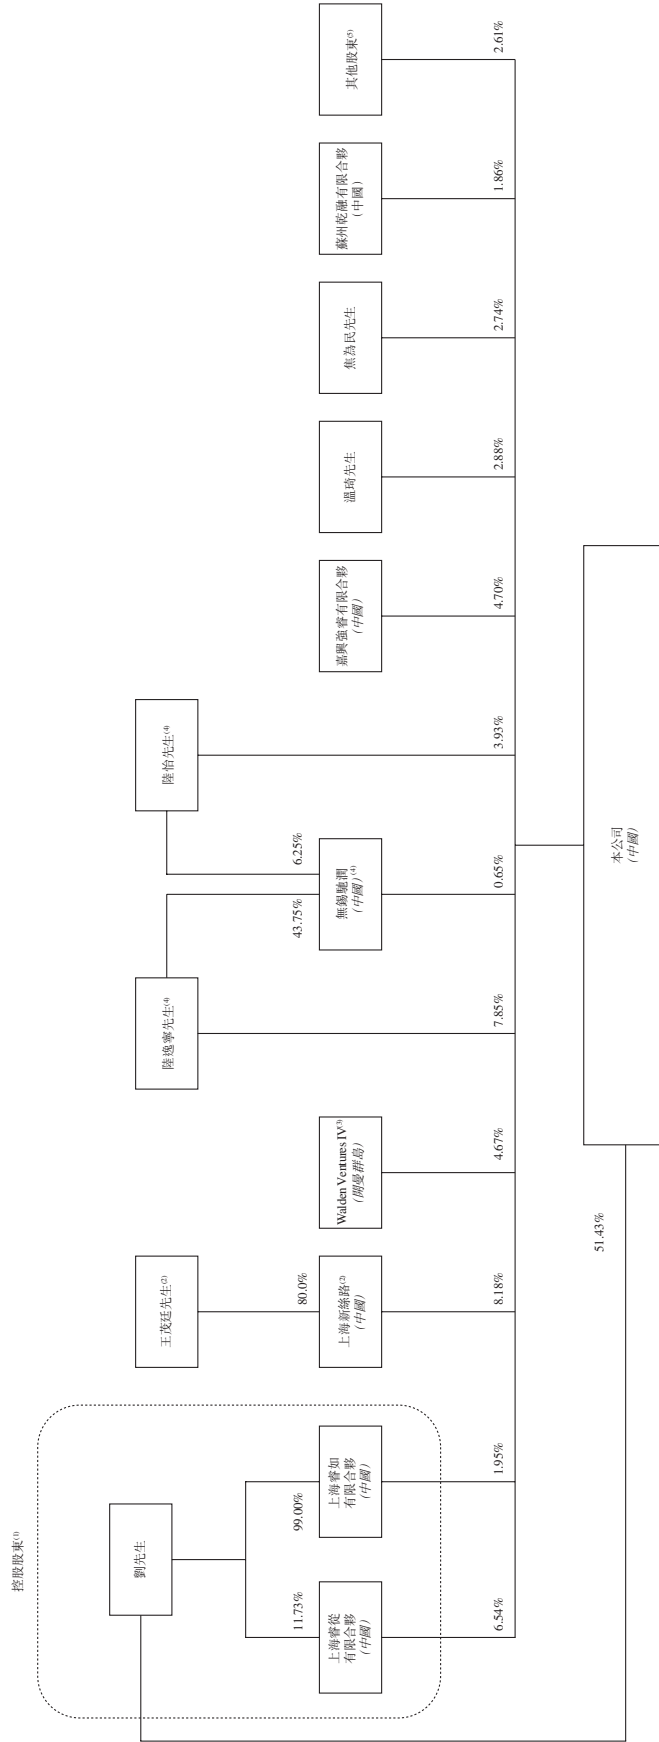 控股股東(1)
劉先生
王茂廷先生(2)
陸逸寧先生(4)
陸怡先生(4)
11.73%
99.00%
80.0%
43.75%
6.25%
上海睿從
有限合夥
(中國)
上海睿如
有限合夥
(中國)
上海新絲路(2)
(中國)
Walden Ventures IV(3)
(開曼群島)
無錫馳潤
(中國)(4)
嘉興強睿有限合夥
(中國)
溫琦先生
焦為民先生
蘇州乾融有限合夥
(中國)
其他股東(5)
6.54%
1.95%
8.18%
4.67%
7.85%
0.65%
3.93%
4.70%
2.88%
2.74%
1.86%
2.61%
51.43%
本公司
(中國)